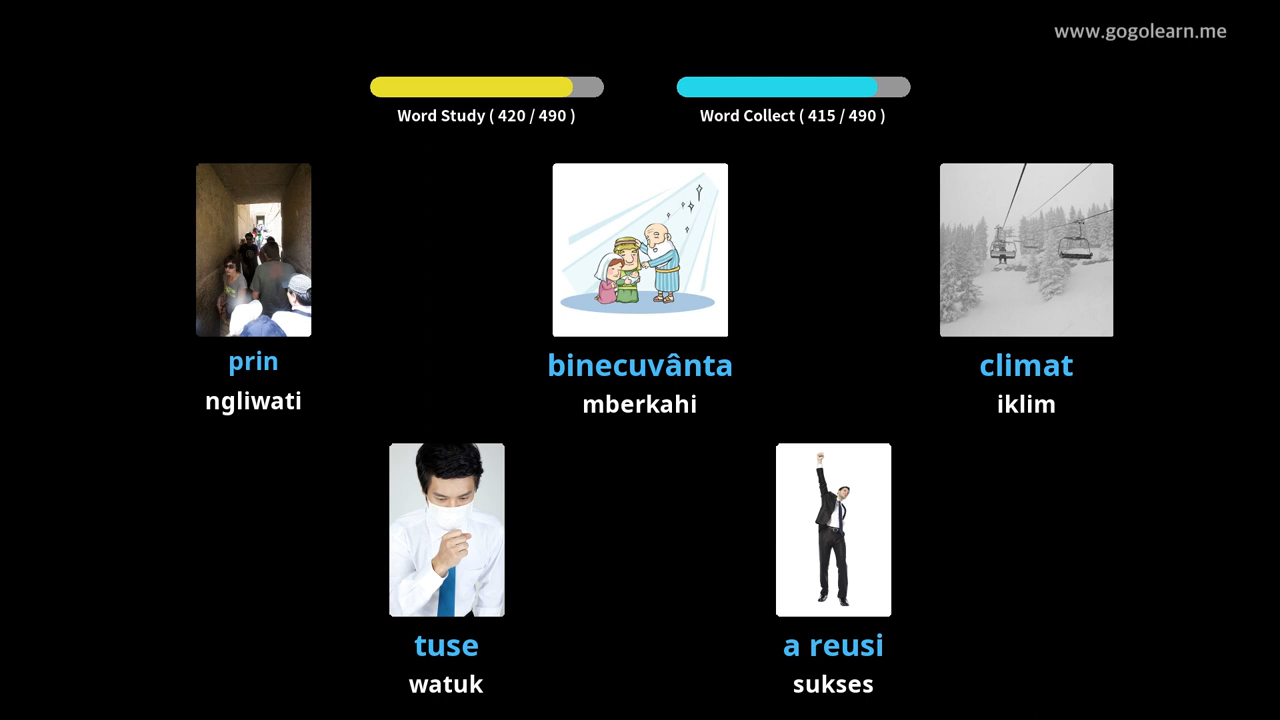 www.gogolearn.me
Word Study ( 420 / 490 )
Word Collect ( 415 / 490 )
prin
ngliwati
binecuvânta
mberkahi
climat
iklim
tuse
watuk
a reusi
sukses